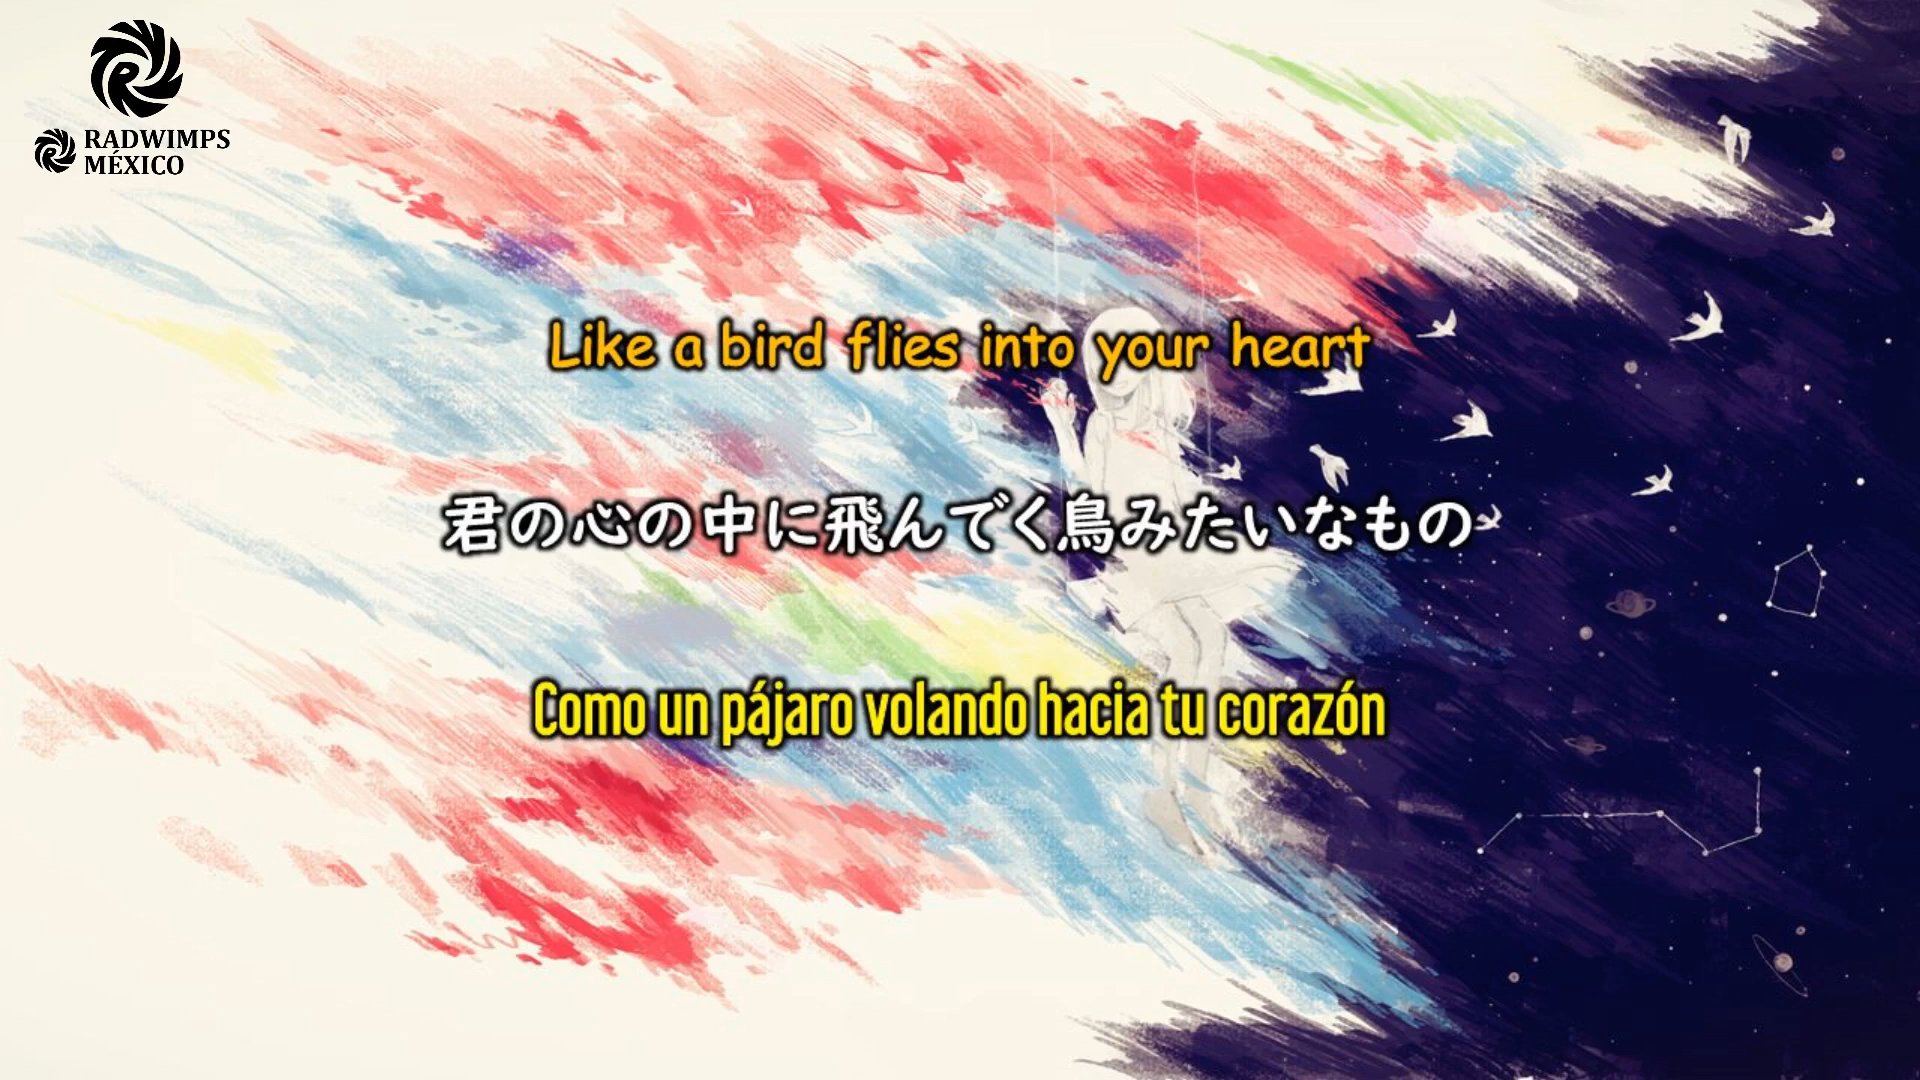 RADWIMPS
MÉXICO
Like a bird flies into your heart
君の心の中に飛んでく鳥みたいなもの
Como un pájaro volando hacia tu corazón